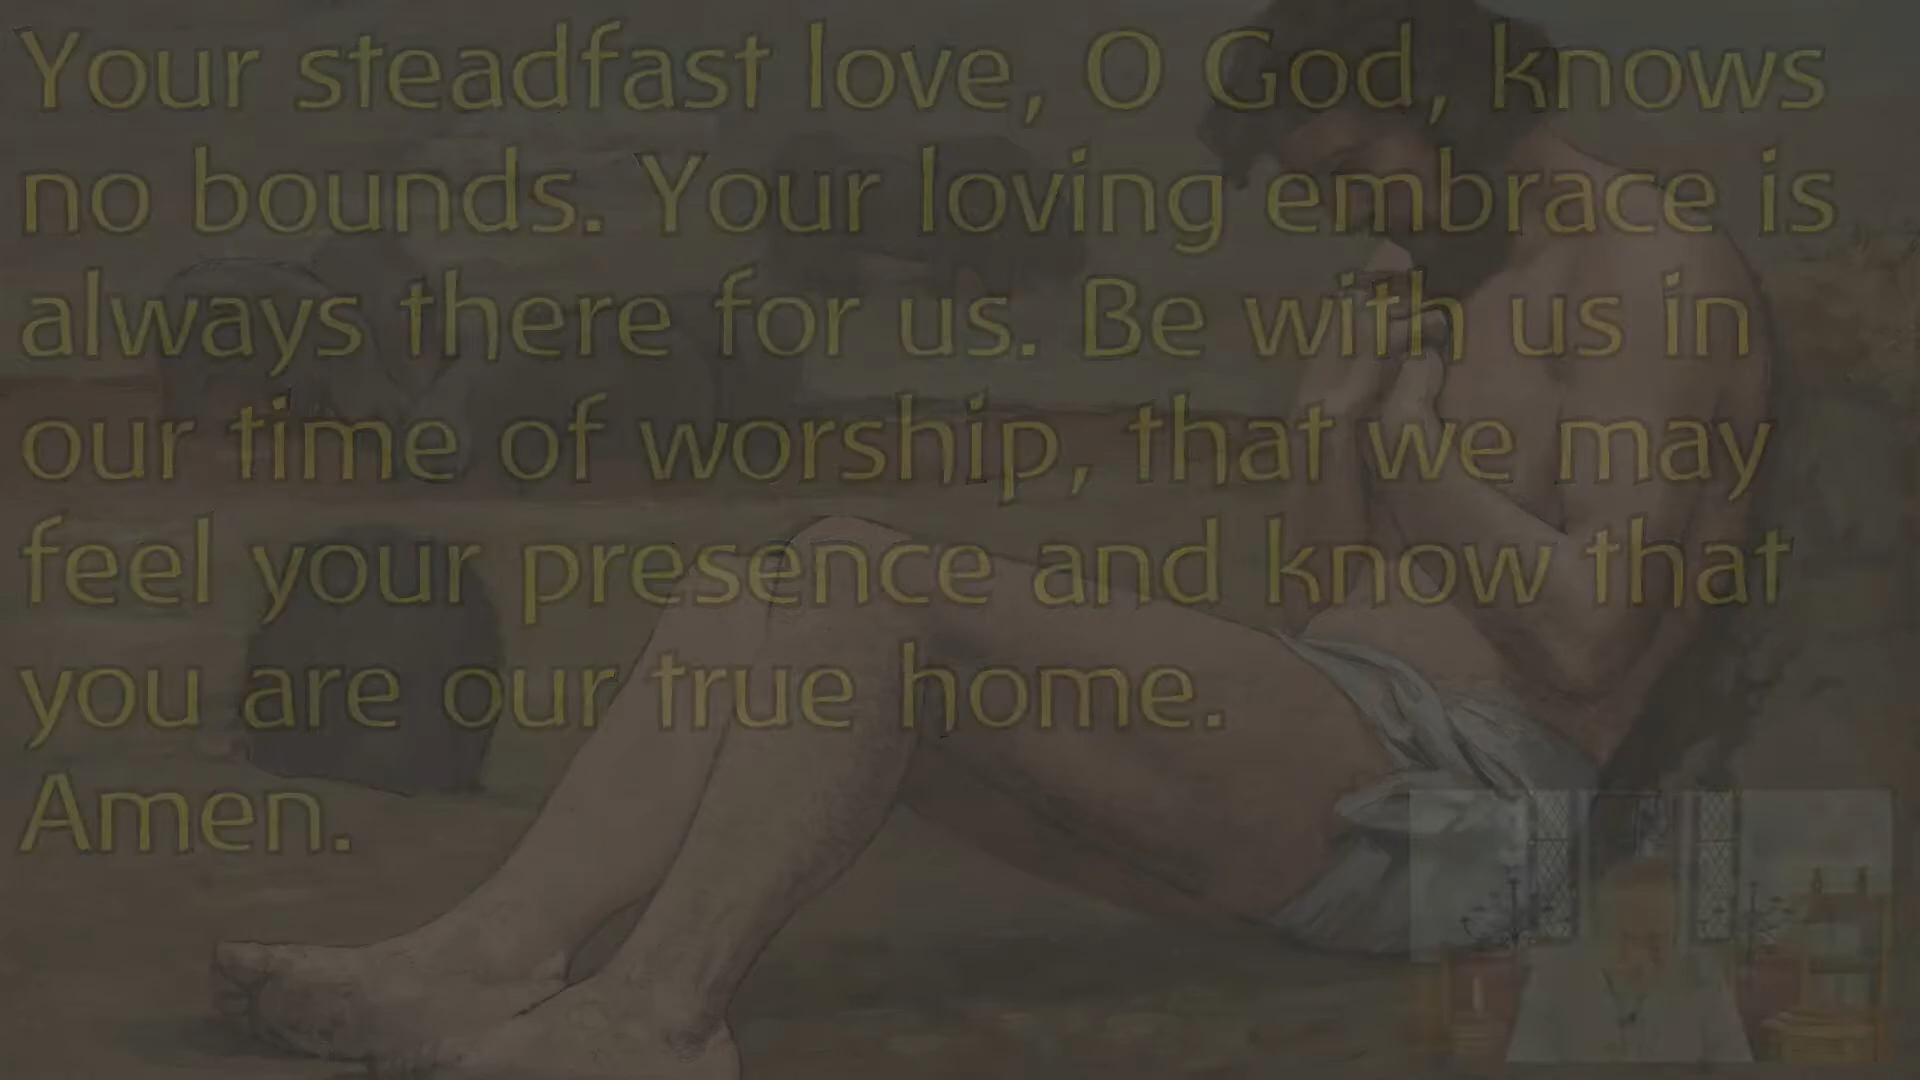 Your steadfast love, O God, knows
no bounds. Your loving embrace is
always there for us. Be with us in
our time of worship, that we may
feel your presence and know that
you are our true home.
Amen.